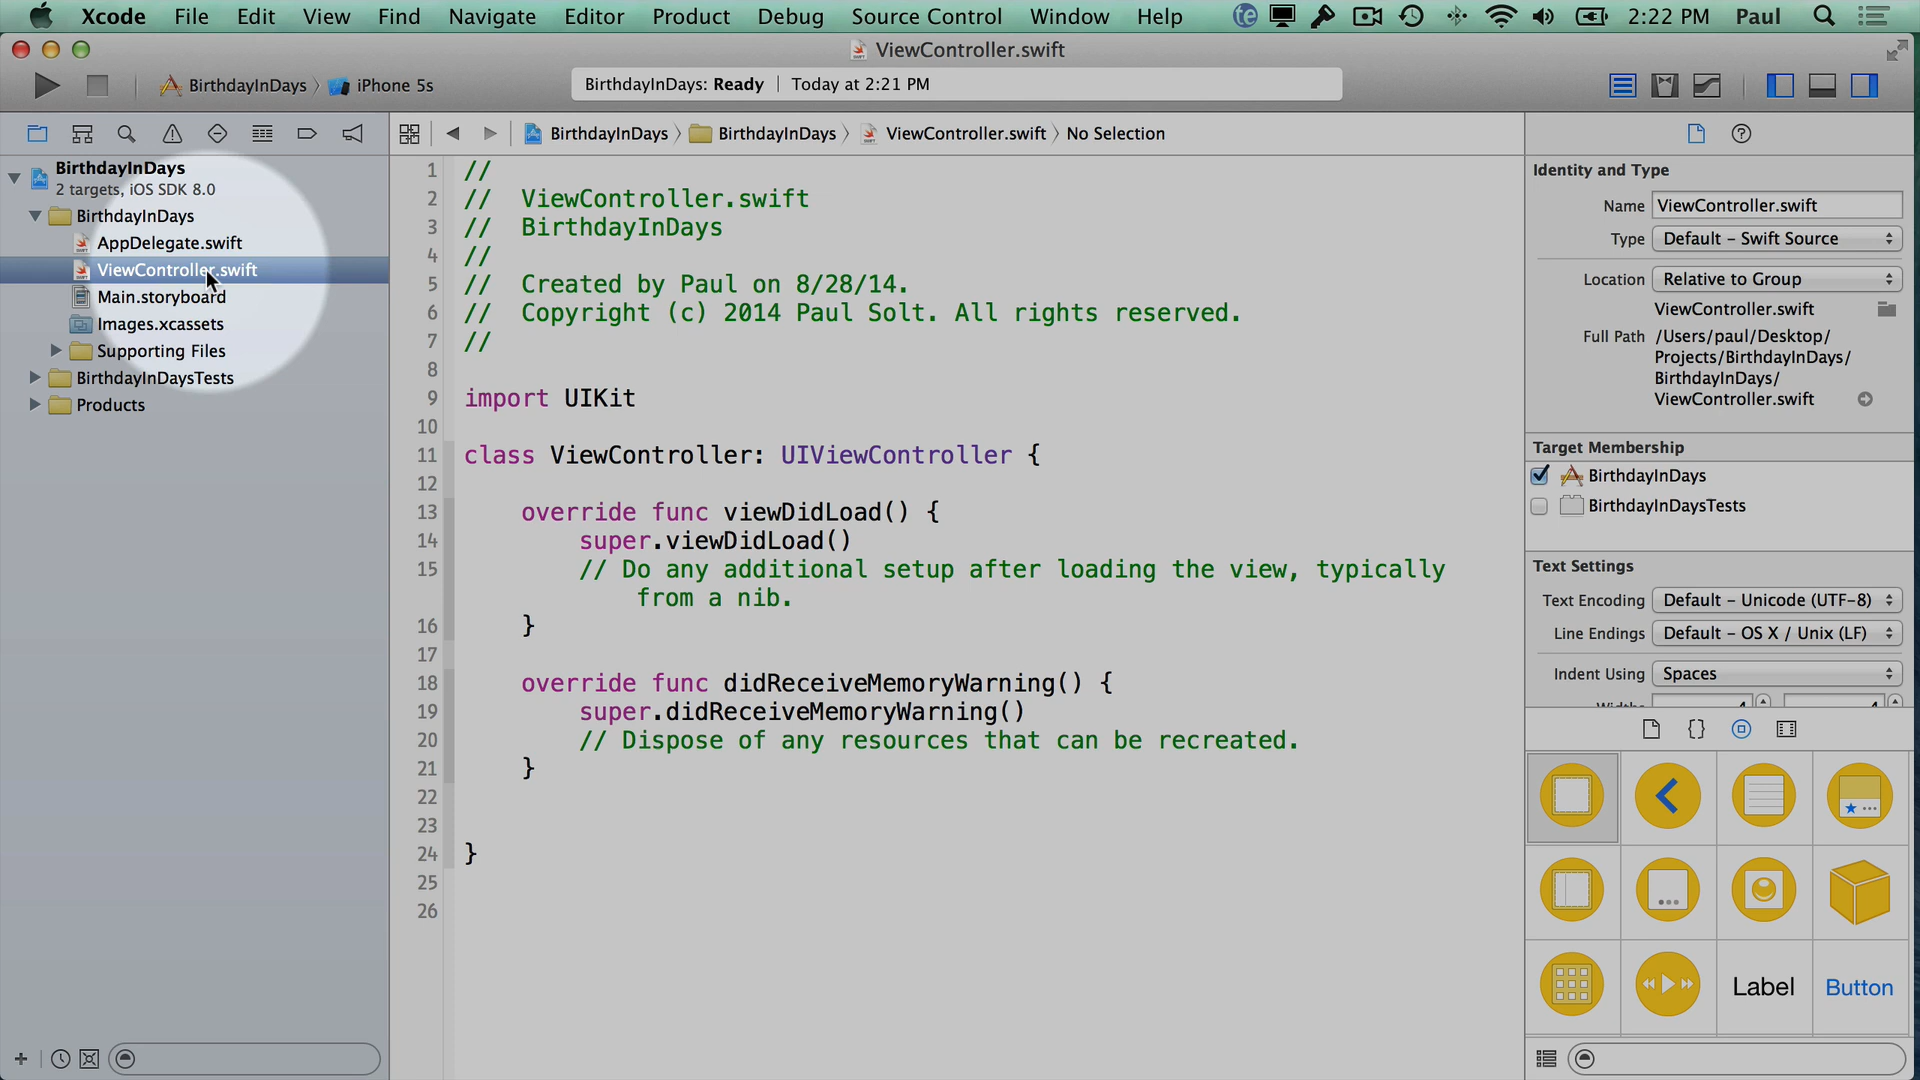 Xcode File Edit View Find Navigate Editor Product Debug Source Control Window Help te 2:22 PM Paul
ViewController.swift
BirthdayInDays iPhone 5s BirthdayInDays: Ready Today at 2:21 PM
BirthdayInDays BirthdayInDays ViewController.swift No Selection
BirthdayInDays
2 targets, iOS SDK 8.0
BirthdayInDays
AppDelegate.swift
ViewController.swift
Main.storyboard
Images.xcassets
Supporting Files
BirthdayInDaysTests
Products
1 //
2 // ViewController.swift
3 // BirthdayInDays
4 //
5 // Created by Paul on 8/28/14.
6 // Copyright (c) 2014 Paul Solt. All rights reserved.
7 //
8
9 import UIKit
10
11 class ViewController: UIViewController {
12
13 override func viewDidLoad() {
14 super.viewDidLoad()
15 // Do any additional setup after loading the view, typically
from a nib.
16 }
17
18 override func didReceiveMemoryWarning() {
19 super.didReceiveMemoryWarning()
20 // Dispose of any resources that can be recreated.
21 }
22
23
24 }
25
26
Identity and Type
Name ViewController.swift
Type Default - Swift Source
Location Relative to Group
ViewController.swift
Full Path /Users/paul/Desktop/
Projects/BirthdayInDays/
BirthdayInDays/
ViewController.swift
Target Membership
BirthdayInDays
BirthdayInDaysTests
Text Settings
Text Encoding Default - Unicode (UTF-8)
Line Endings Default - OS X / Unix (LF)
Indent Using Spaces
Widths 4 4
{}
Label Button